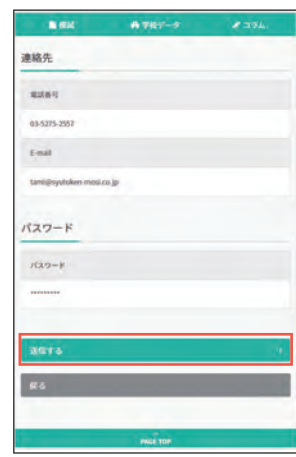 模試 学校データ コラム
連絡先
電話番号
03-5275-2557
E-mail
tami@syutoken-mosi.co.jp
パスワード
パスワード
**********
送信する
戻る
PAGE TOP